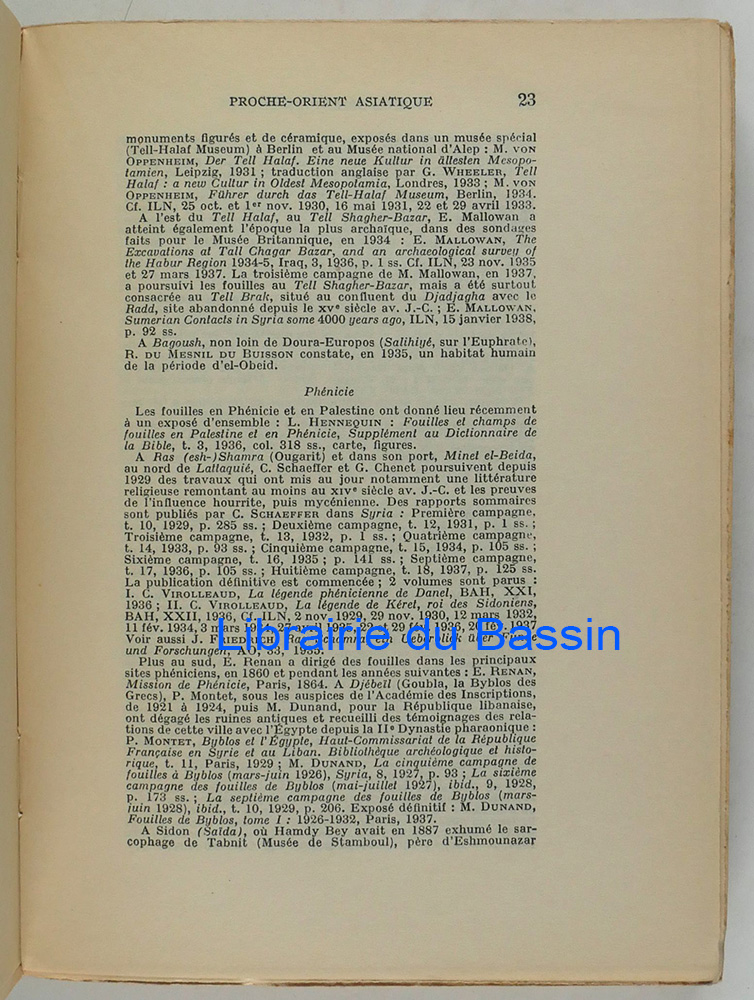 PROCHE-ORIENT ASIATIQUE 23
monuments figurés et de céramique, exposés dans un musée spécial
(Tell-Halaf Museum) à Berlin et au Musée national d'Alep : M. VON
OPPENHEIM, Der Tell Halaf. Eine neue Kultur in ältesten Mesopo-
tamien, Leipzig, 1931 ; traduction anglaise par G. WHEELER, Tell
Halaf : a new Cultur in Oldest Mesopotamia, Londres, 1933 ; M. VON
OPPENHEIM, Führer durch das Tell-Halaf Museum, Berlin, 1934.
Cf. ILN, 25 oct. et 1er nov. 1930, 16 mai 1931, 22 et 29 avril 1933.
A l'est du Tell Halaf, au Tell Shagher-Bazar, E. Mallowan a
atteint également l'époque la plus archaïque, dans des sondages
faits pour le Musée Britannique, en 1934 : E. MALLOWAN, The
Excavations at Tall Chagar Bazar, and an archaeological survey of
the Habur Region 1934-5, Iraq, 3, 1936, p. 1 ss. Cf. ILN, 23 nov. 1935
et 27 mars 1937. La troisième campagne de M. Mallowan, en 1937,
a poursuivi les fouilles au Tell Shagher-Bazar, mais a été surtout
consacrée au Tell Brak, situé au confluent du Djadjagha avec le
Radd, site abandonné depuis le xve siècle av. J.-C. ; E. MALLOWAN,
Sumerian Contacts in Syria some 4000 years ago, ILN, 15 janvier 1938,
p. 92 ss.
A Bagoush, non loin de Doura-Europos (Salihiyé, sur l'Euphrate),
R. DU MESNIL DU BUISSON constate, en 1935, un habitat humain
de la période d'el-Obeid.
Phénicie
Les fouilles en Phénicie et en Palestine ont donné lieu récemment
à un exposé d'ensemble : L. HENNEQUIN : Fouilles et champs de
fouilles en Palestine et en Phénicie, Supplément au Dictionnaire de
la Bible, t. 3, 1936, col. 318 ss., carte, figures.
A Ras (esh-)Shamra (Ougarit) et dans son port, Minet el-Beida,
au nord de Lattaquié, C. Schaeffer et G. Chenet poursuivent depuis
1929 des travaux qui ont mis au jour notamment une littérature
religieuse remontant au moins au xive siècle av. J.-C. et les preuves
de l'influence hourrite, puis mycénienne. Des rapports sommaires
sont publiés par C. SCHAEFFER dans Syria : Première campagne,
t. 10, 1929, p. 285 ss. ; Deuxième campagne, t. 12, 1931, p. 1 ss. ;
Troisième campagne, t. 13, 1932, p. 1 ss. ; Quatrième campagne,
t. 14, 1933, p. 93 ss. ; Cinquième campagne, t. 15, 1934, p. 105 ss. ;
Sixième campagne, t. 16, 1935 ; p. 141 ss. ; Septième campagne,
t. 17, 1936, p. 105 ss. ; Huitième campagne, t. 18, 1937, p. 125 ss.
La publication définitive est commencée ; 2 volumes sont parus :
I. C. VIROLLEAUD, La légende phénicienne de Danel, BAH, XXI,
1936 ; II. C. VIROLLEAUD, La légende de Kéret, roi des Sidoniens,
BAH, XXII, 1936, Cf. ILN, 2 nov. 1929, 29 nov. 1930, 12 mars 1932,
11 fév. 1934, 3 mars 1934, 27 avril 1935, 22 et 29 fév. 1936, 20 fév. 1937
Voir aussi J. FRIEDRICH, Ras Schamra. Ein Ueberblick über Funde
und Forschungen, AO, 33, 1933.
Librairie du Bassin
Plus au sud, E. Renan a dirigé des fouilles dans les principaux
sites phéniciens, en 1860 et pendant les années suivantes : E. RENAN,
Mission de Phénicie, Paris, 1864. A Djébeïl (Goubla, la Byblos des
Grecs), P. Montet, sous les auspices de l'Académie des Inscriptions,
de 1921 à 1924, puis M. Dunand, pour la République libanaise,
ont dégagé les ruines antiques et recueilli des témoignages des rela-
tions de cette ville avec l'Égypte depuis la IIe Dynastie pharaonique :
P. MONTET, Byblos et l'Égypte, Haut-Commissariat de la République
Française en Syrie et au Liban. Bibliothèque archéologique et histo-
rique, t. 11, Paris, 1929 ; M. DUNAND, La cinquième campagne de
fouilles à Byblos (mars-juin 1926), Syria, 8, 1927, p. 93 ; La sixième
campagne des fouilles de Byblos (mai-juillet 1927), ibid., 9, 1928,
p. 173 ss. ; La septième campagne des fouilles de Byblos (mars-
juin 1928), ibid., t. 10, 1929, p. 206. Exposé définitif : M. DUNAND,
Fouilles de Byblos, tome I : 1926-1932, Paris, 1937.
A Sidon (Saïda), où Hamdy Bey avait en 1887 exhumé le sar-
cophage de Tabnit (Musée de Stamboul), père d'Eshmounazar